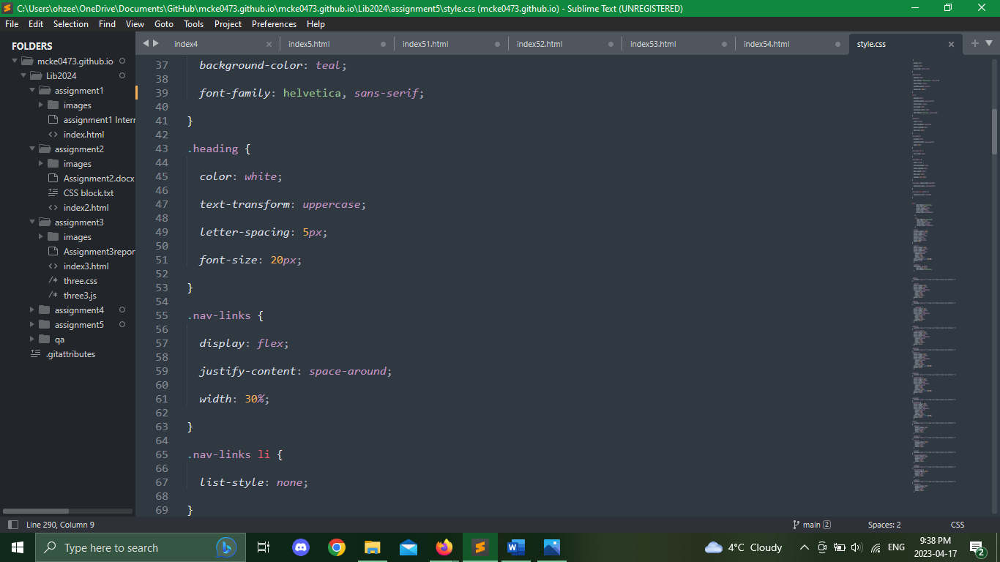 C:\Users\ohzee\OneDrive\Documents\GitHub\mcke0473.github.io\mcke0473.github.io\Lib2024\assignment5\style.css (mcke0473.github.io) - Sublime Text (UNREGISTERED)
File Edit Selection Find View Goto Tools Project Preferences Help
FOLDERS
mcke0473.github.io
Lib2024
assignment1
images
assignment1 Interr
index.html
assignment2
images
Assignment2.docx
CSS block.txt
index2.html
assignment3
images
Assignment3repor
index3.html
three.css
three3.js
assignment4
assignment5
qa
.gitattributes
index4 index5.html index51.html index52.html index53.html index54.html style.css
37 background-color: teal;
38
39 font-family: helvetica, sans-serif;
40
41 }
42
43 .heading {
44
45 color: white;
46
47 text-transform: uppercase;
48
49 letter-spacing: 5px;
50
51 font-size: 20px;
52
53 }
54
55 .nav-links {
56
57 display: flex;
58
59 justify-content: space-around;
60
61 width: 30%;
62
63 }
64
65 .nav-links li {
66
67 list-style: none;
68
69 }
Line 290, Column 9 main 2 Spaces: 2 CSS
Type here to search
4°C Cloudy
ENG
9:38 PM
2023-04-17
2